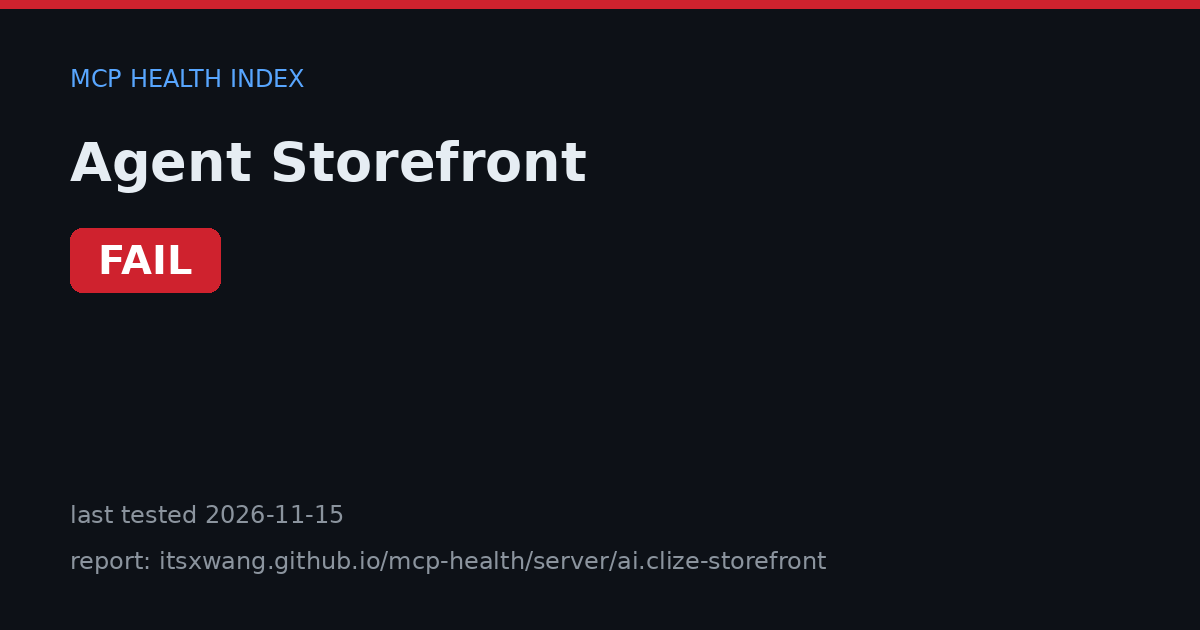 MCP HEALTH INDEX
Agent Storefront
FAIL
last tested 2026-11-15
report: itsxwang.github.io/mcp-health/server/ai.clize-storefront